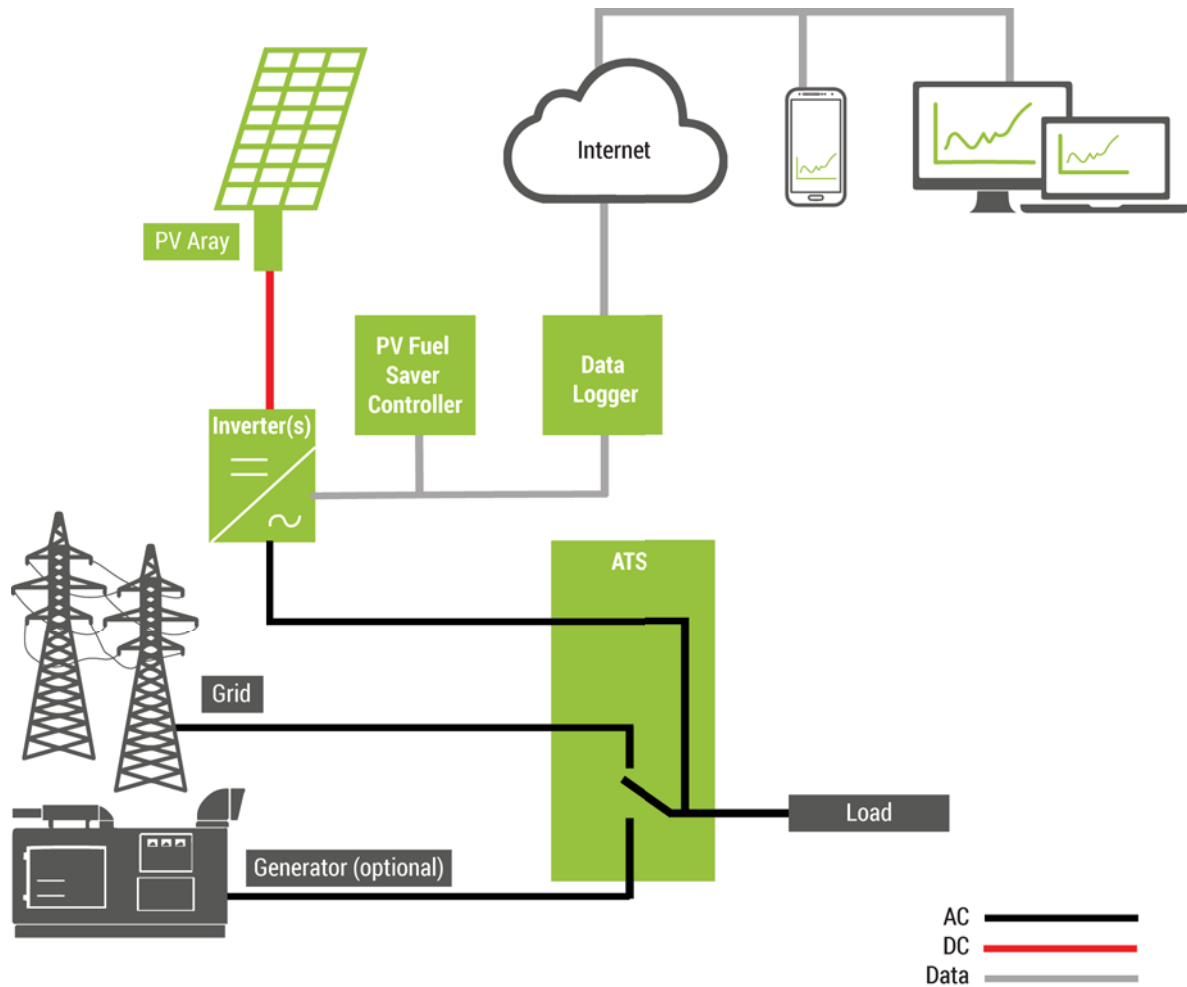 Internet
PV Aray
PV Fuel
Saver
Controller
Data
Logger
Inverter(s)
ATS
Grid
Load
Generator (optional)
AC
DC
Data